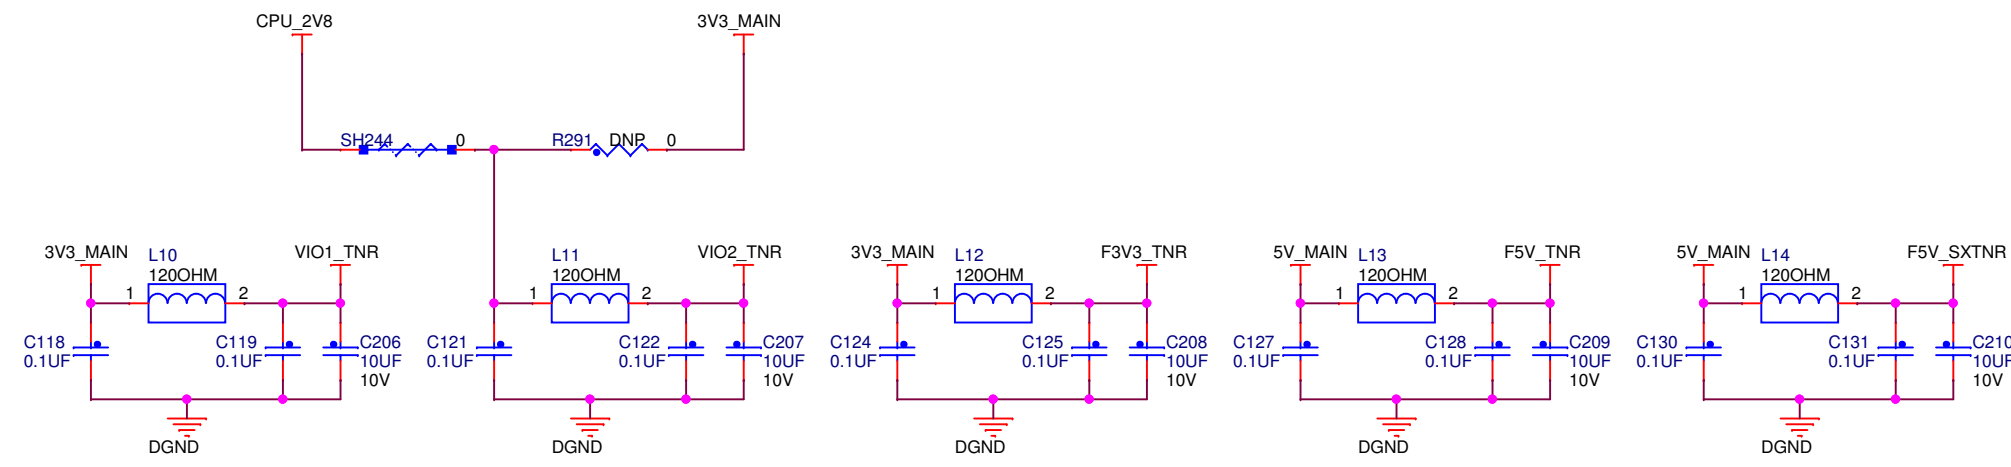 CPU_2V8
3V3_MAIN
SH244 0
R291 DNP 0
3V3_MAIN
L10
120OHM
VIO1_TNR
1 2
C118
0.1UF
C119
0.1UF
C206
10UF
10V
DGND
L11
120OHM
VIO2_TNR
1 2
C121
0.1UF
C122
0.1UF
C207
10UF
10V
DGND
3V3_MAIN
L12
120OHM
F3V3_TNR
1 2
C124
0.1UF
C125
0.1UF
C208
10UF
10V
DGND
5V_MAIN
L13
120OHM
F5V_TNR
1 2
C127
0.1UF
C128
0.1UF
C209
10UF
10V
DGND
5V_MAIN
L14
120OHM
F5V_SXTNR
1 2
C130
0.1UF
C131
0.1UF
C210
10UF
10V
DGND